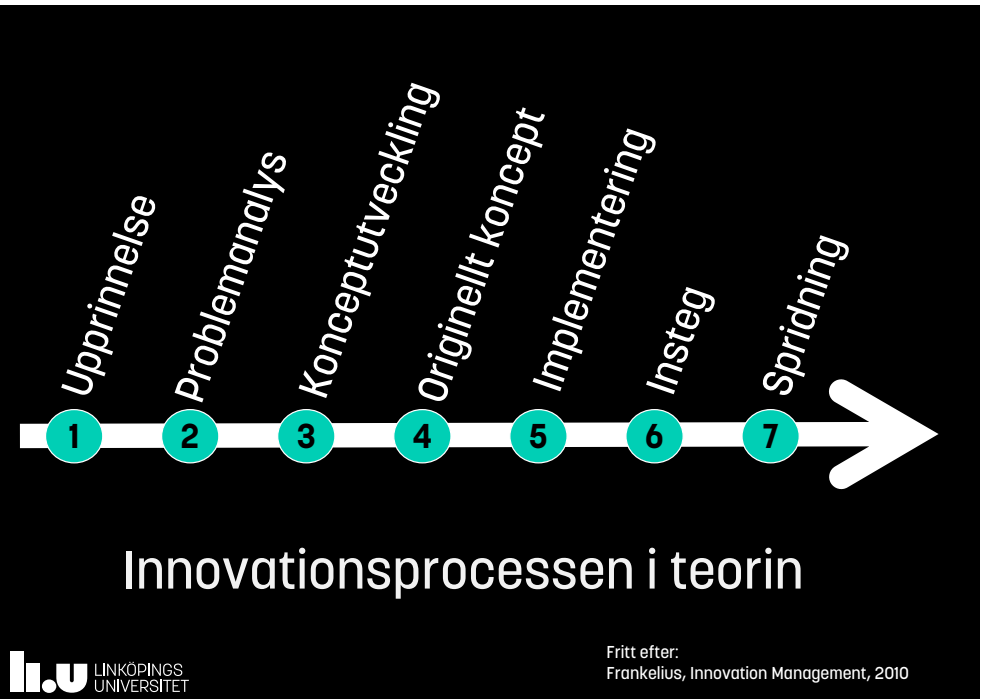 Upprinnelse
Problemanalys
Konceptutveckling
Originellt koncept
Implementering
Insteg
Spridning
1 2 3 4 5 6 7
Innovationsprocessen i teorin
li.u LINKÖPINGS
UNIVERSITET
Fritt efter:
Frankelius, Innovation Management, 2010